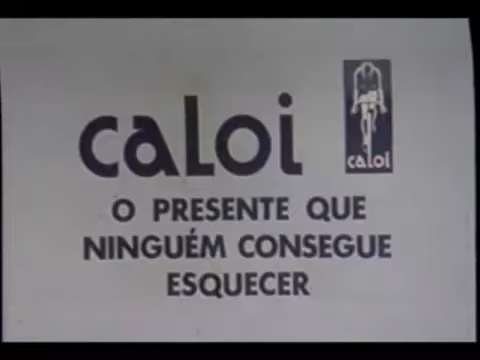 caloi
caloi
O PRESENTE QUE
NINGUÉM CONSEGUE
ESQUECER